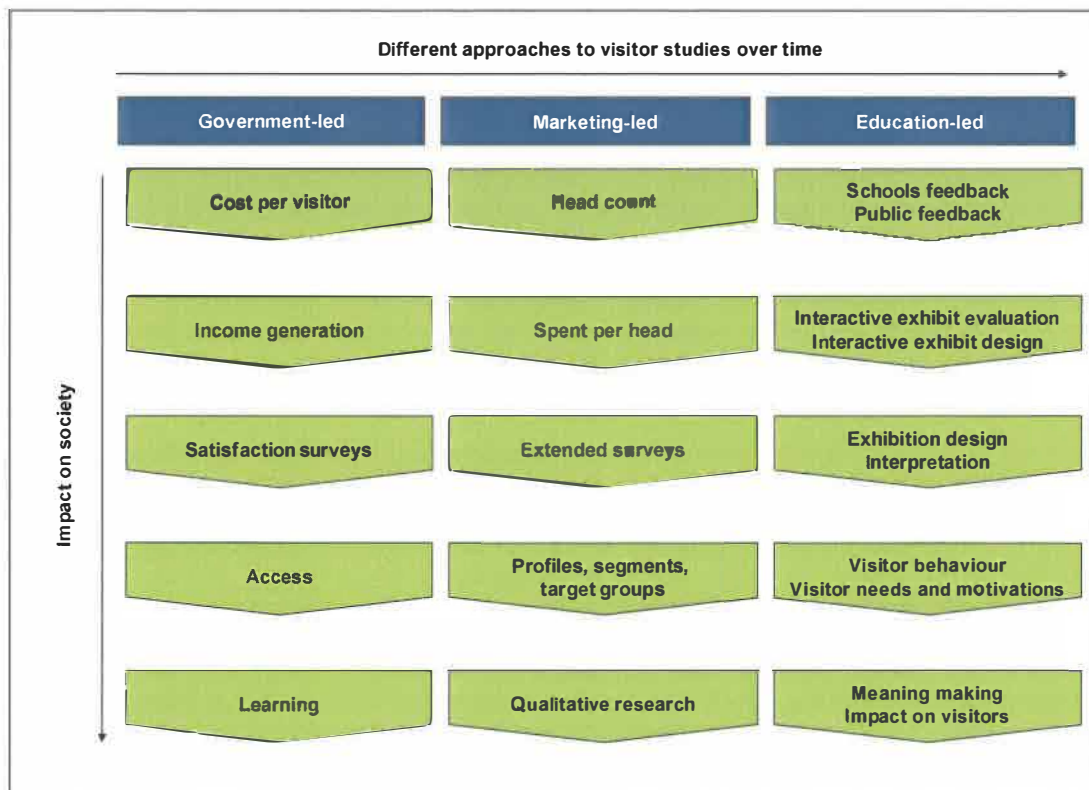 Different approaches to visitor studies over time
Government-led
Marketing-led
Education-led
Impact on society
Cost per visitor
Head count
Schools feedback
Public feedback
Income generation
Spent per head
Interactive exhibit evaluation
Interactive exhibit design
Satisfaction surveys
Extended surveys
Exhibition design
Interpretation
Access
Profiles, segments,
target groups
Visitor behaviour
Visitor needs and motivations
Learning
Qualitative research
Meaning making
Impact on visitors